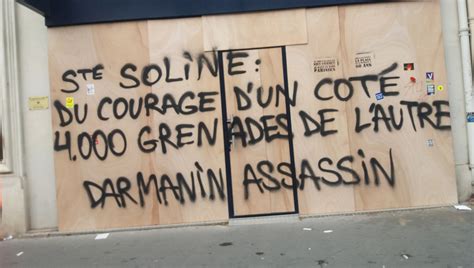 STE SOLINE :
DU COURAGE D'UN COTÉ
4.000 GRENADES DE L'AUTRE
DARMANIN ASSASSIN